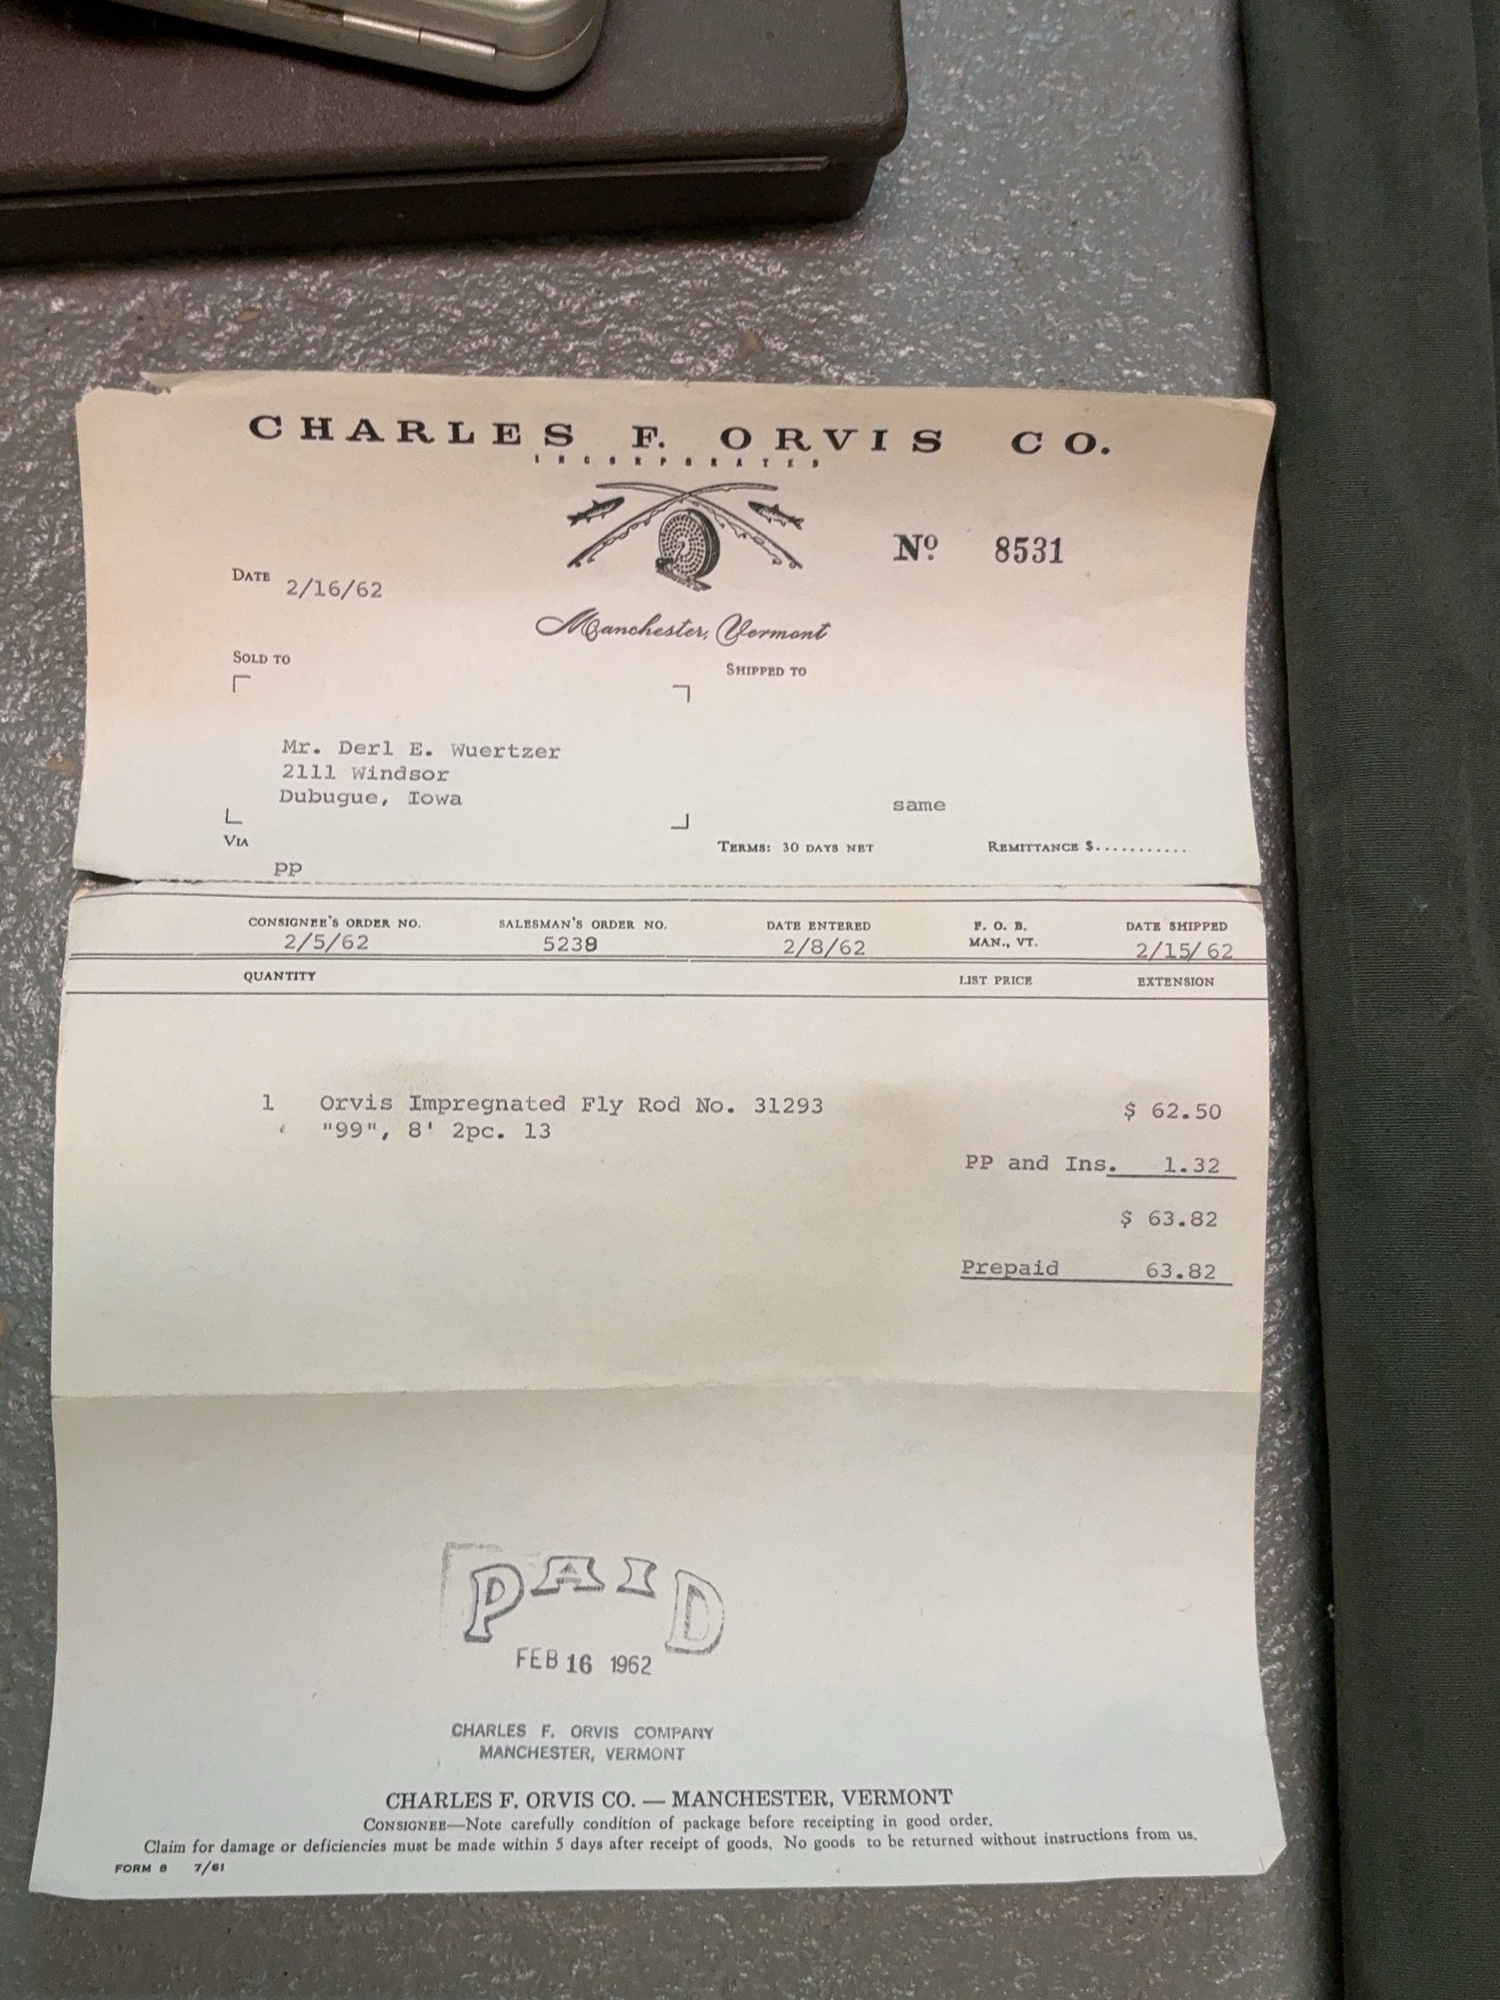 CHARLES F. ORVIS CO.
INCORPORATED
No 8531
DATE 2/16/62
Manchester, Vermont
SOLD TO
SHIPPED TO
Mr. Derl E. Wuertzer
2111 Windsor
Dubugue, Iowa
same
VIA
TERMS: 30 DAYS NET REMITTANCE $...........
PP
CONSIGNEE'S ORDER NO. SALESMAN'S ORDER NO. DATE ENTERED F. O. B. DATE SHIPPED
2/5/62 5239 2/8/62 MAN., VT. 2/15/62
QUANTITY LIST PRICE EXTENSION
1 Orvis Impregnated Fly Rod No. 31293 $ 62.50
"99", 8' 2pc. 13
PP and Ins. 1.32
$ 63.82
Prepaid 63.82
PAID
FEB 16 1962
CHARLES F. ORVIS COMPANY
MANCHESTER, VERMONT
CHARLES F. ORVIS CO. — MANCHESTER, VERMONT
CONSIGNEE—Note carefully condition of package before receipting in good order.
Claim for damage or deficiencies must be made within 5 days after receipt of goods. No goods to be returned without instructions from us.
FORM 8 7/61